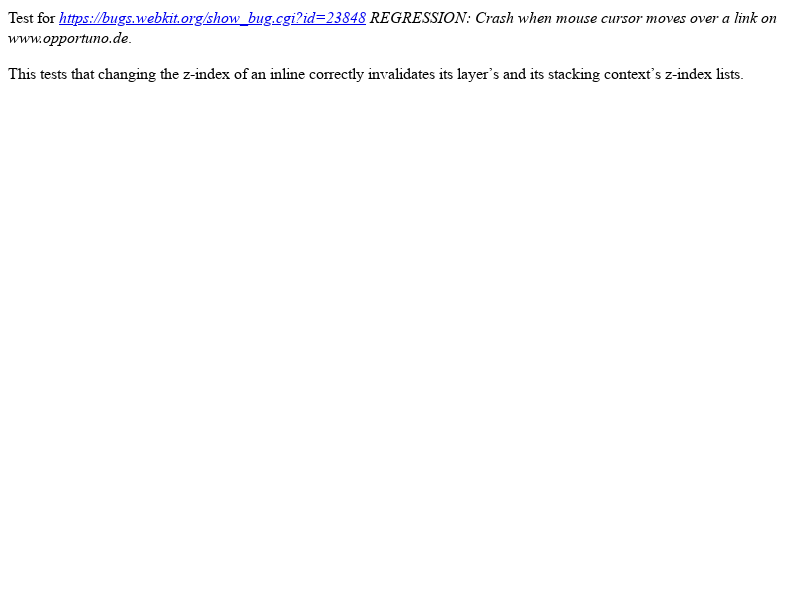 Test for https://bugs.webkit.org/show_bug.cgi?id=23848 REGRESSION: Crash when mouse cursor moves over a link on
www.opportuno.de.
This tests that changing the z-index of an inline correctly invalidates its layer’s and its stacking context’s z-index lists.